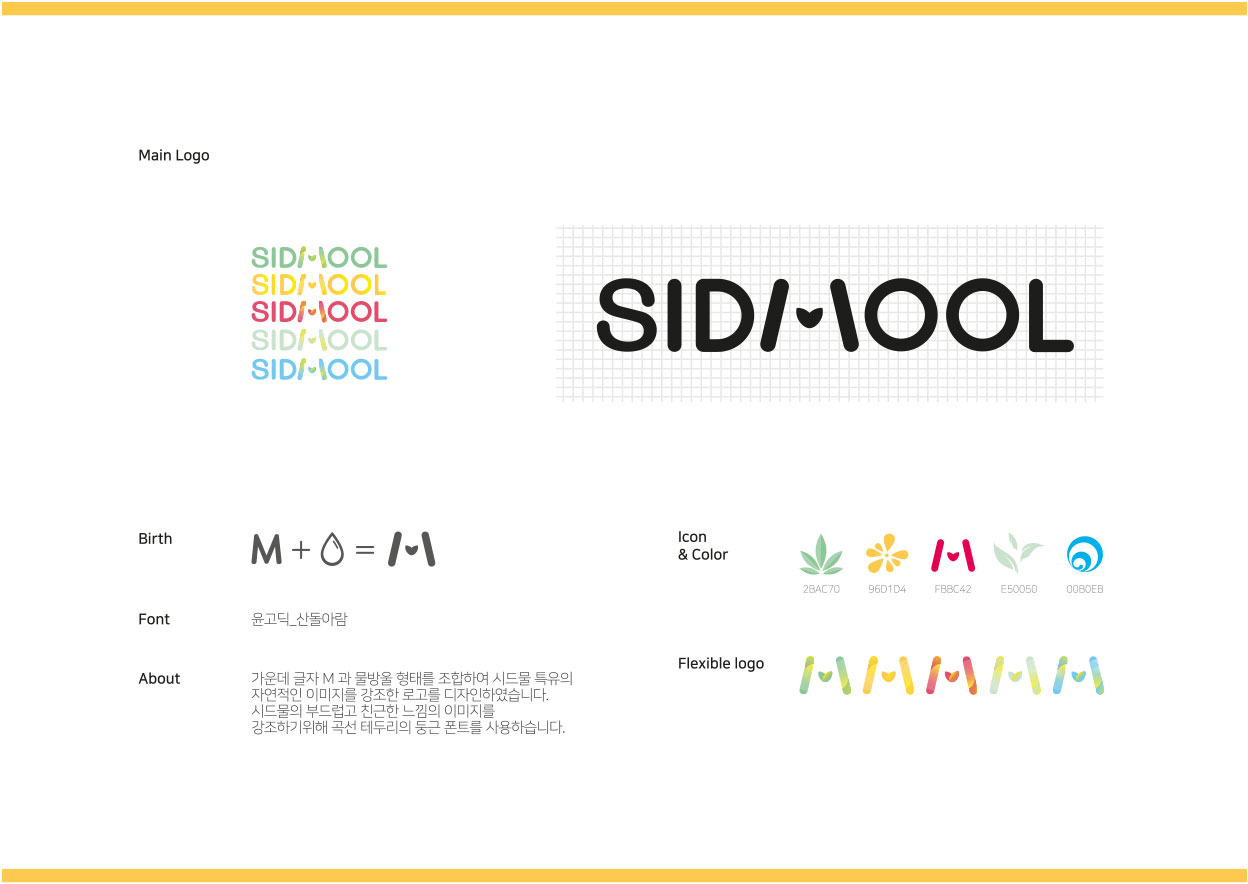 Main Logo
SIDMOOL
SIDMOOL
SIDMOOL
SIDMOOL
SIDMOOL
SIDMOOL
Birth
M + = M
Font
윤고딕_산돌아람
About
가운데 글자 M 과 물방울 형태를 조합하여 시드물 특유의
자연적인 이미지를 강조한 로고를 디자인하였습니다.
시드물의 부드럽고 친근한 느낌의 이미지를
강조하기위해 곡선 테두리의 둥근 폰트를 사용하습니다.
Icon
& Color
M
2BAC70 96D1D4 FBBC42 E50050 00B0EB
Flexible logo
M M M M M